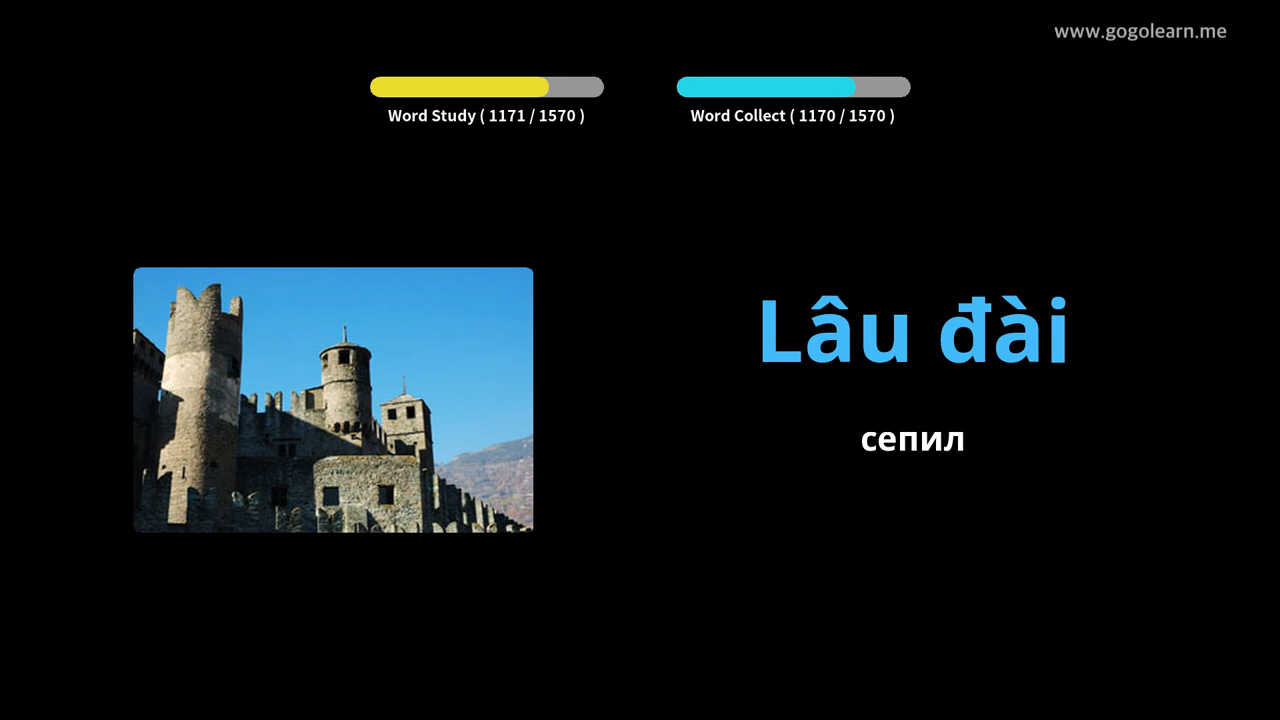 www.gogolearn.me
Word Study ( 1171 / 1570 )
Word Collect ( 1170 / 1570 )
Lâu đài
сепил